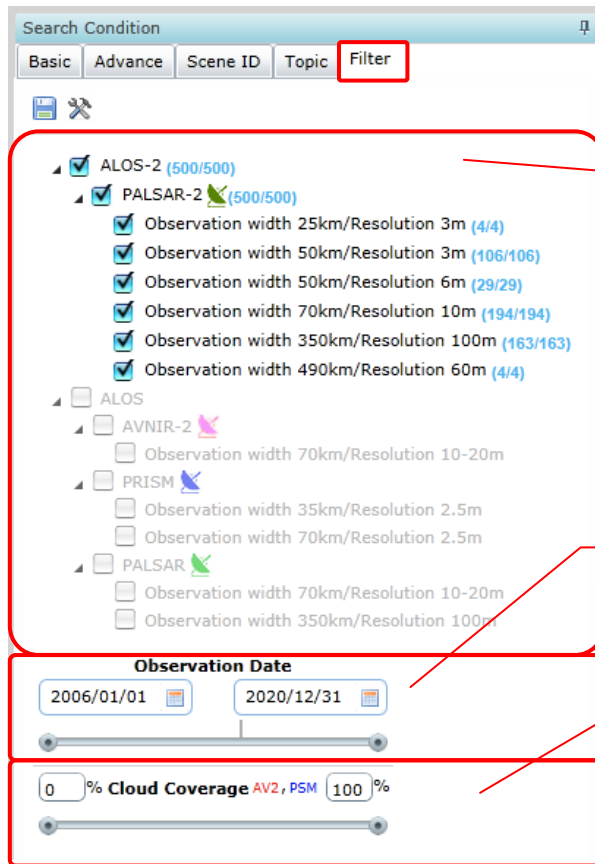 Search Condition
Basic Advance Scene ID Topic Filter
ALOS-2 (500/500)
PALSAR-2 (500/500)
Observation width 25km/Resolution 3m (4/4)
Observation width 50km/Resolution 3m (106/106)
Observation width 50km/Resolution 6m (29/29)
Observation width 70km/Resolution 10m (194/194)
Observation width 350km/Resolution 100m (163/163)
Observation width 490km/Resolution 60m (4/4)
ALOS
AVNIR-2
Observation width 70km/Resolution 10-20m
PRISM
Observation width 35km/Resolution 2.5m
Observation width 70km/Resolution 2.5m
PALSAR
Observation width 70km/Resolution 10-20m
Observation width 350km/Resolution 100m
Observation Date
2006/01/01 2020/12/31
0 % Cloud Coverage AV2, PSM 100 %